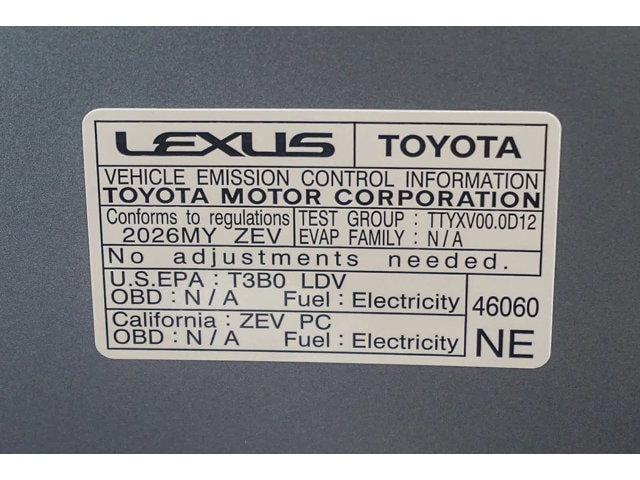 LEXUS TOYOTA
VEHICLE EMISSION CONTROL INFORMATION
TOYOTA MOTOR CORPORATION
Conforms to regulations
2026MY ZEV
TEST GROUP : TTYXV00.0D12
EVAP FAMILY : N/A
No adjustments needed.
U.S.EPA : T3B0 LDV
OBD : N/A Fuel : Electricity
California : ZEV PC
OBD : N/A Fuel : Electricity
46060
NE